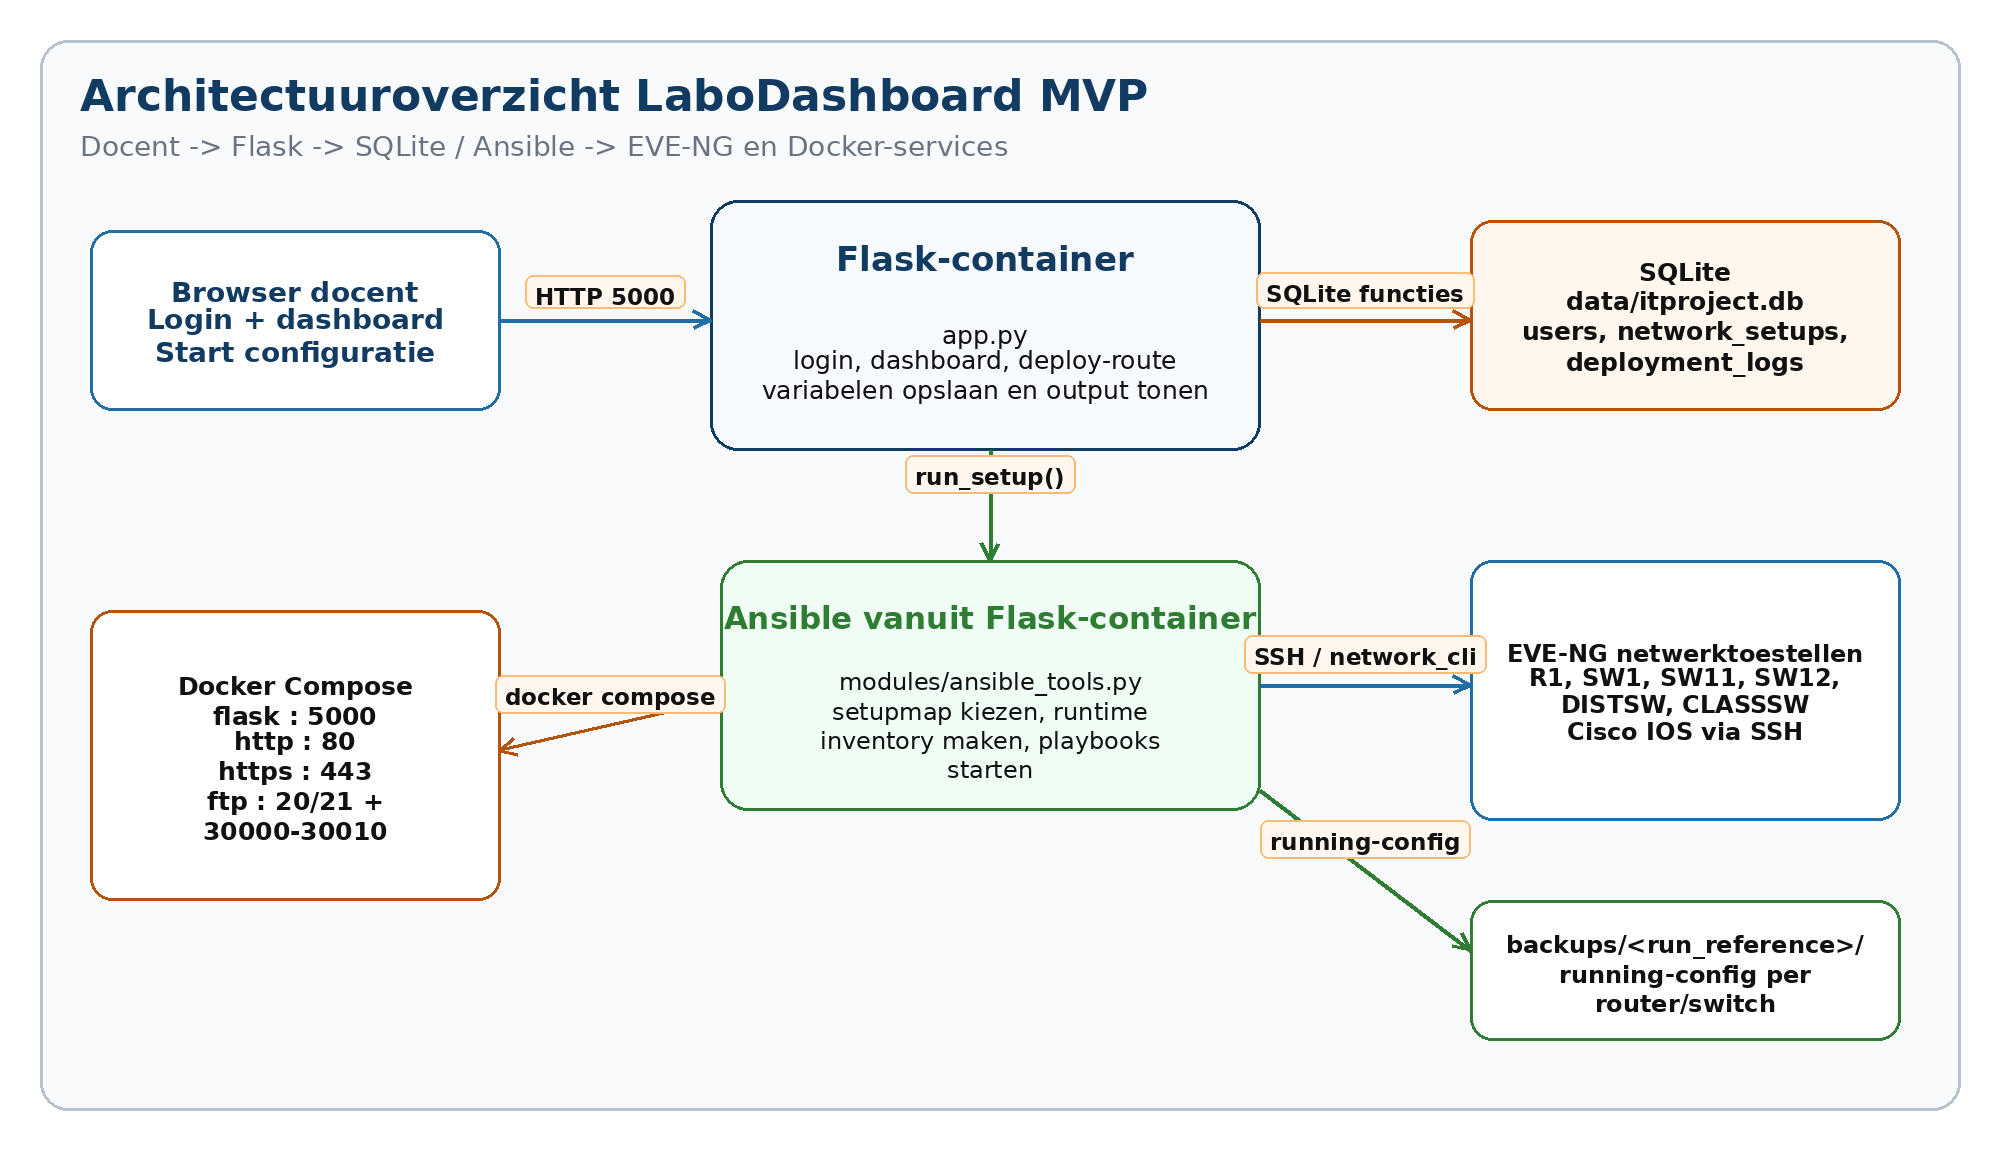 Architectuuroverzicht LaboDashboard MVP
Docent -> Flask -> SQLite / Ansible -> EVE-NG en Docker-services
Browser docent
Login + dashboard
Start configuratie
HTTP 5000
Flask-container
app.py
login, dashboard, deploy-route
variabelen opslaan en output tonen
SQLite functies
SQLite
data/itproject.db
users, network_setups,
deployment_logs
run_setup()
Docker Compose
flask : 5000
http : 80
https : 443
ftp : 20/21 +
30000-30010
docker compose
Ansible vanuit Flask-container
modules/ansible_tools.py
setupmap kiezen, runtime
inventory maken, playbooks
starten
SSH / network_cli
EVE-NG netwerktoestellen
R1, SW1, SW11, SW12,
DISTSW, CLASSSW
Cisco IOS via SSH
running-config
backups/<run_reference>/
running-config per
router/switch